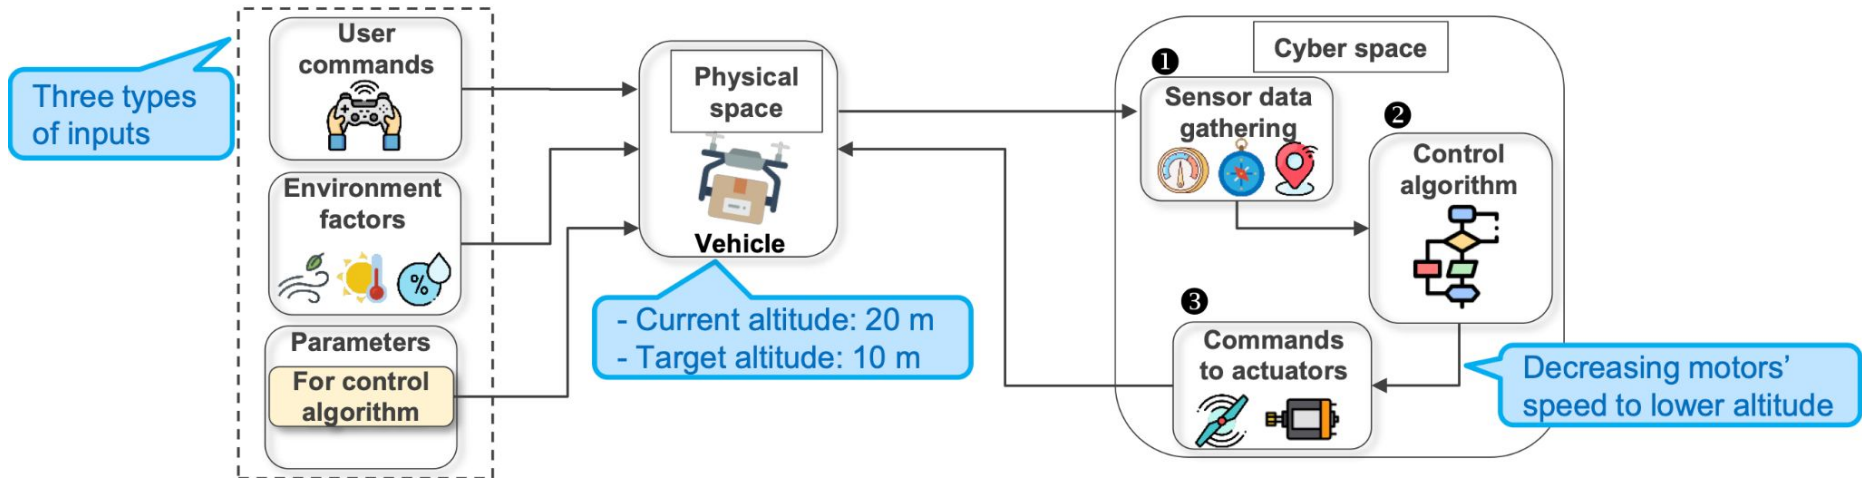 Three types
of inputs
User
commands
Environment
factors
%
Parameters
For control
algorithm
Physical
space
Vehicle
- Current altitude: 20 m
- Target altitude: 10 m
Cyber space
❶
Sensor data
gathering
❷
Control
algorithm
❸
Commands
to actuators
Decreasing motors’
speed to lower altitude